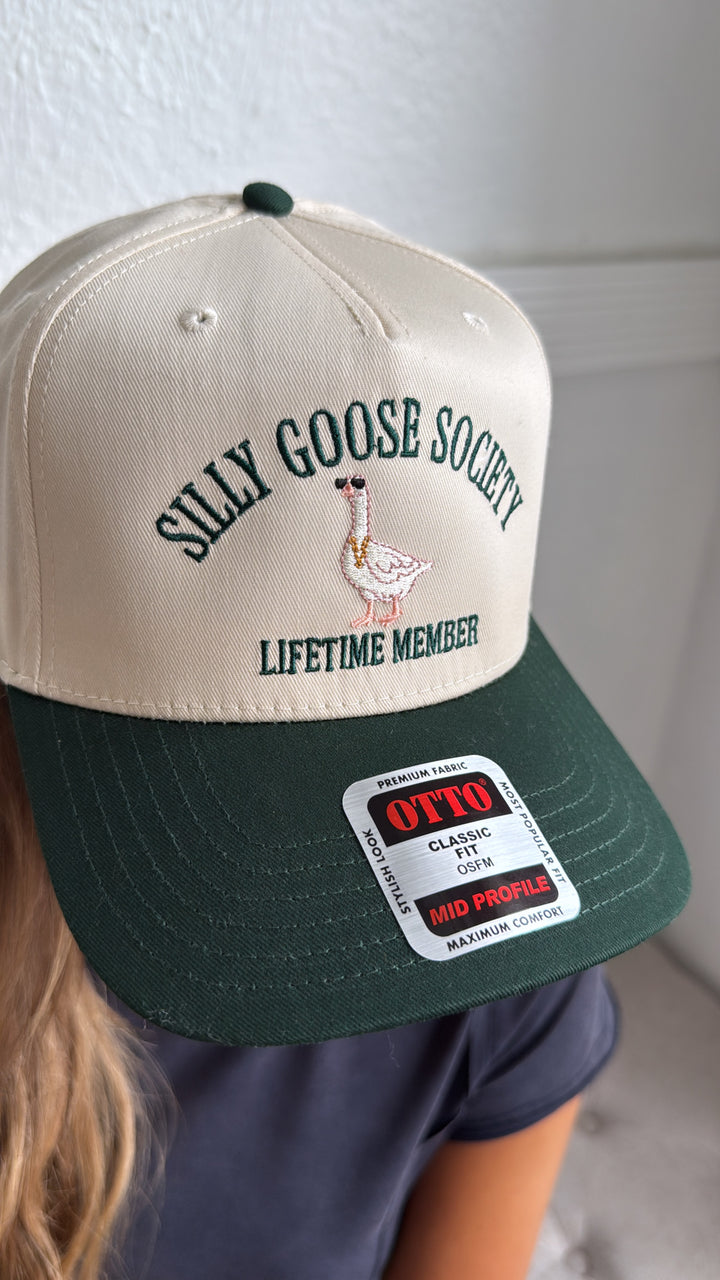 SILLY GOOSE SOCIETY
LIFETIME MEMBER
PREMIUM FABRIC
OTTO®
CLASSIC
FIT
OSFM
MID PROFILE
MAXIMUM COMFORT
STYLISH LOOK
MOST POPULAR FIT